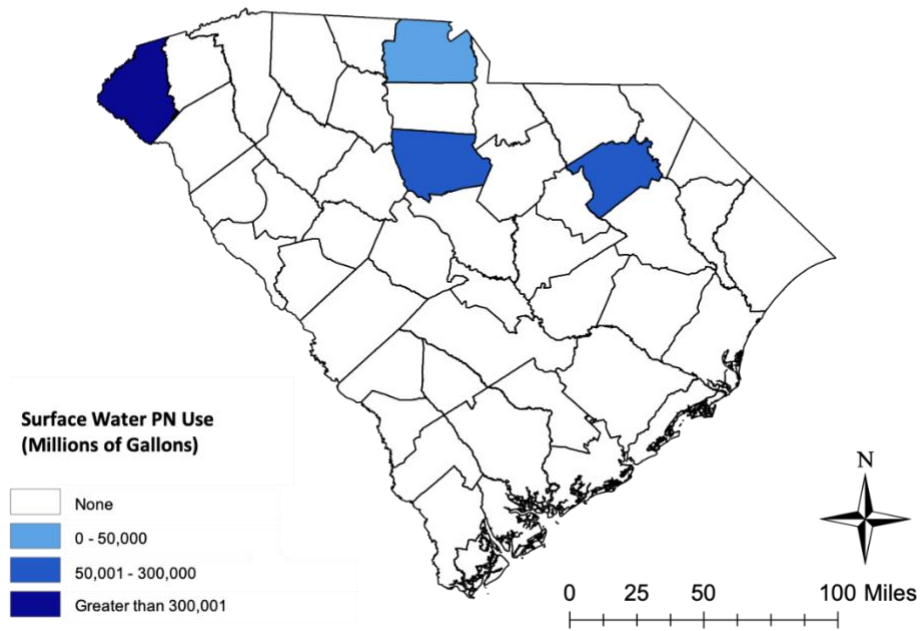 Surface Water PN Use
(Millions of Gallons)
None
0 - 50,000
50,001 - 300,000
Greater than 300,001
N
0 25 50 100 Miles